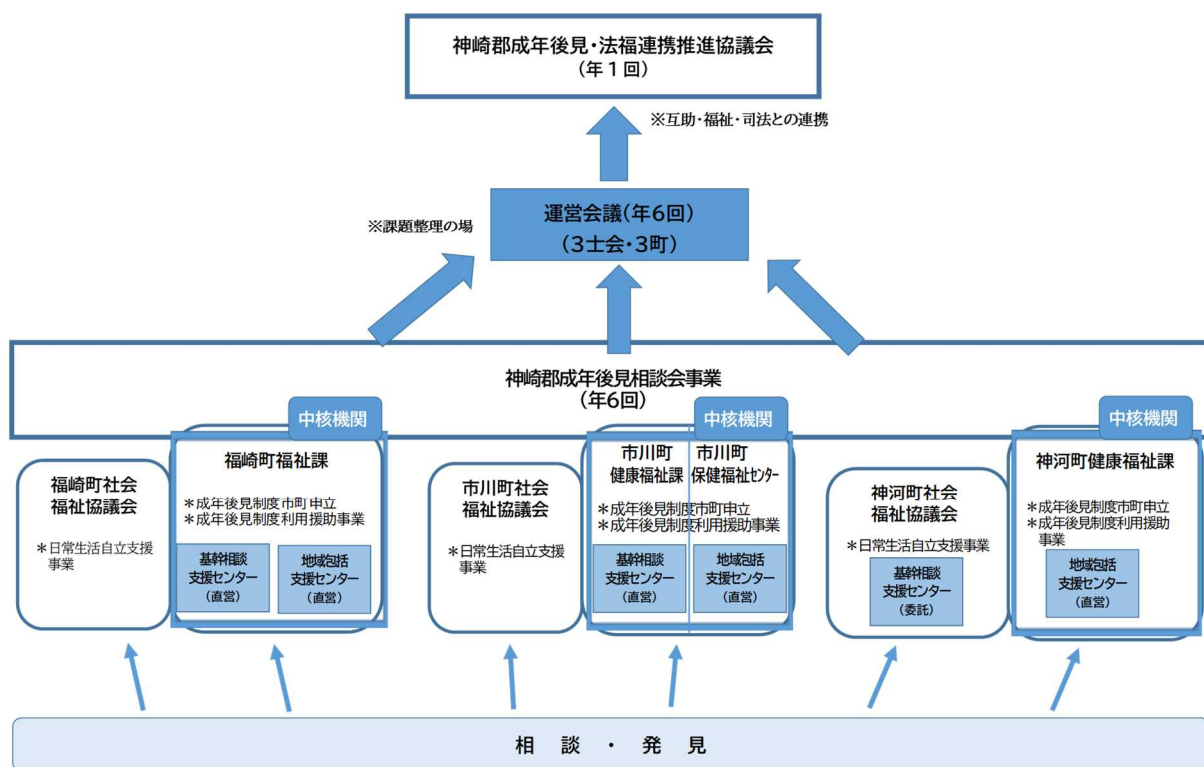 神崎郡成年後見・法福連携推進協議会
（年１回）
※互助・福祉・司法との連携
※課題整理の場
運営会議（年6回）
（3士会・3町）
神崎郡成年後見相談会事業
（年6回）
中核機関
中核機関
中核機関
福崎町社会
福祉協議会
＊日常生活自立支援
事業
福崎町福祉課
＊成年後見制度市町申立
＊成年後見制度利用援助事業
基幹相談
支援センター
（直営）
地域包括
支援センター
（直営）
市川町社会
福祉協議会
＊日常生活自立支援
事業
市川町
健康福祉課
市川町
保健福祉センター
＊成年後見制度市町申立
＊成年後見制度利用援助事業
基幹相談
支援センター
（直営）
地域包括
支援センター
（直営）
神河町社会
福祉協議会
＊日常生活自立支援事業
基幹相談
支援センター
（委託）
神河町健康福祉課
＊成年後見制度市町申立
＊成年後見制度利用援助
事業
地域包括
支援センター
（直営）
相　談　・　発　見